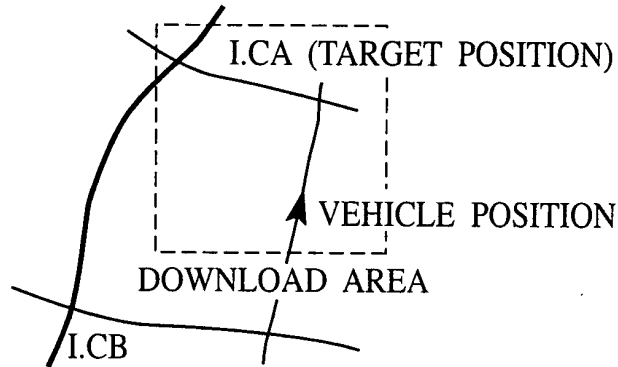 I.CA (TARGET POSITION)
VEHICLE POSITION
DOWNLOAD AREA
I.CB